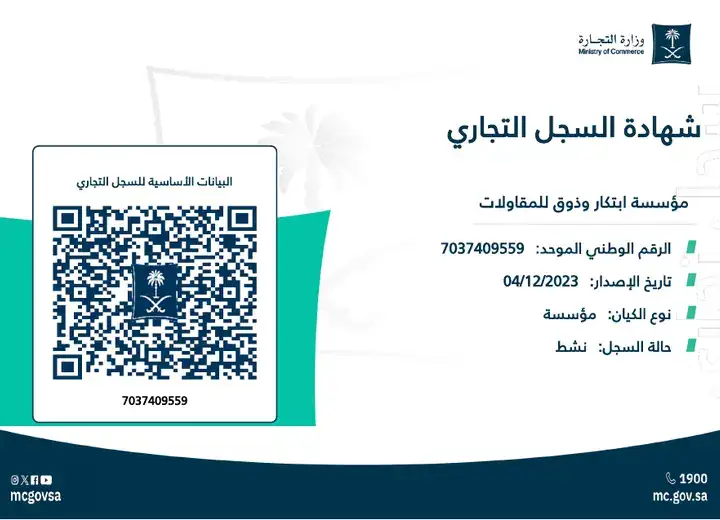 وزارة التجارة
Ministry of Commerce
شهادة السجل التجاري
مؤسسة ابتكار وذوق للمقاولات
الرقم الوطني الموحد: 7037409559
تاريخ الإصدار: 04/12/2023
نوع الكيان: مؤسسة
حالة السجل: نشط
البيانات الأساسية للسجل التجاري
7037409559
1900
mc.gov.sa
mcgovsa